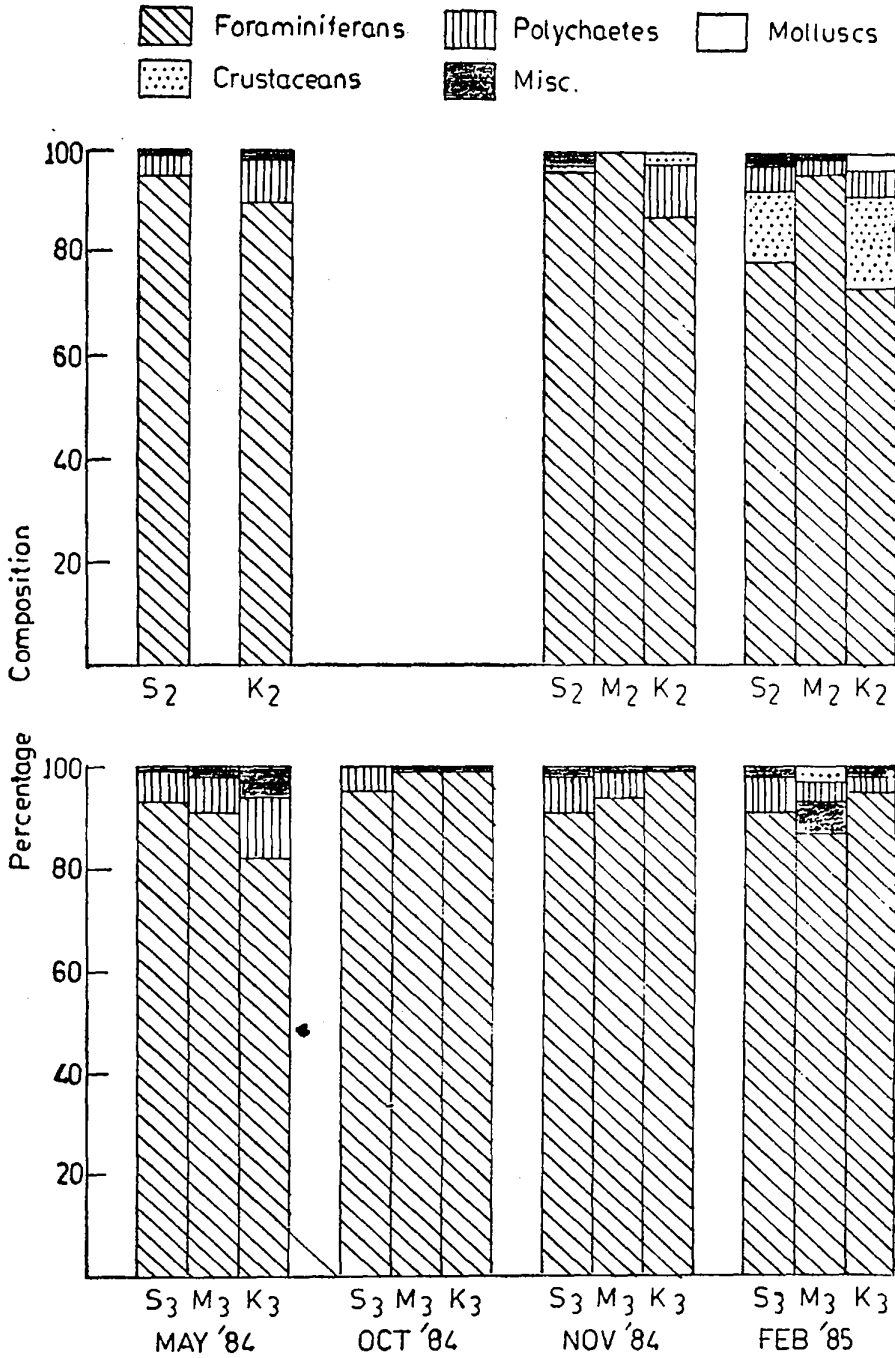 Foraminiferans Polychaetes Molluscs
Crustaceans Misc.
100
80
60
40
20
Composition
S2 K2 S2 M2 K2 S2 M2 K2
Percentage
100
80
60
40
20
S3 M3 K3 S3 M3 K3 S3 M3 K3 S3 M3 K3
MAY '84 OCT '84 NOV '84 FEB '85